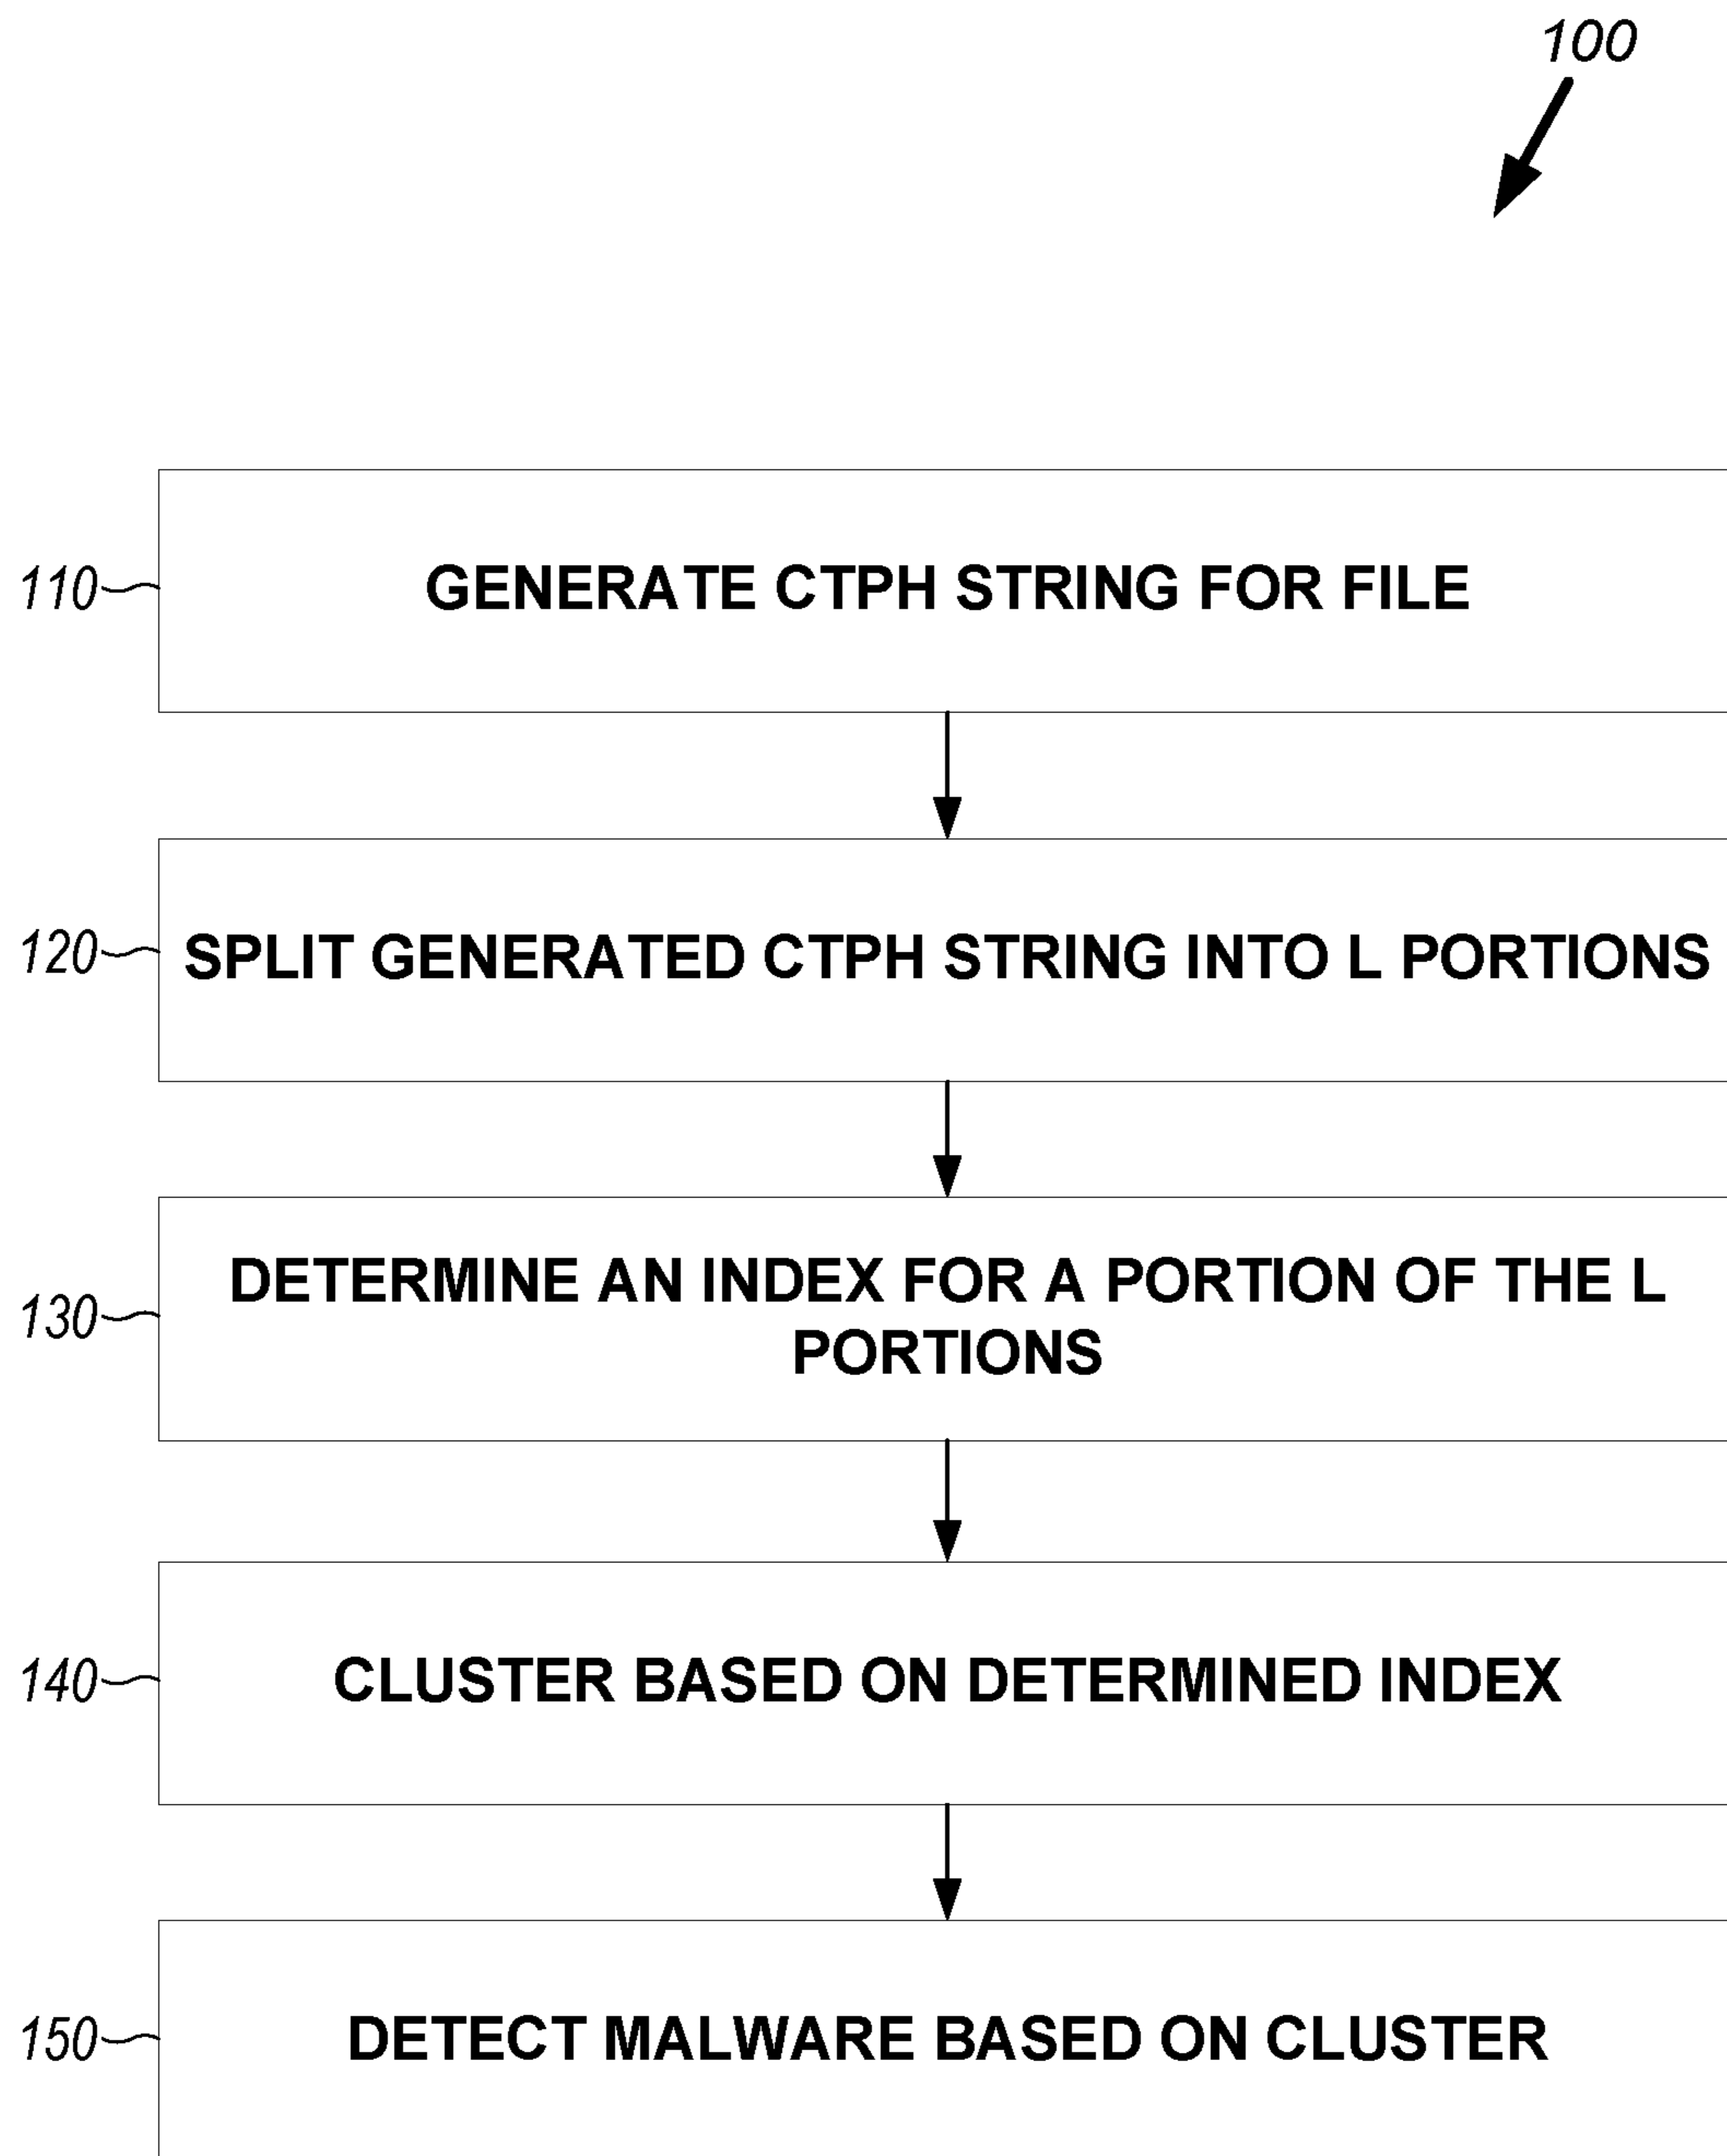 100
110
GENERATE CTPH STRING FOR FILE
120
SPLIT GENERATED CTPH STRING INTO L PORTIONS
130
DETERMINE AN INDEX FOR A PORTION OF THE L
PORTIONS
140
CLUSTER BASED ON DETERMINED INDEX
150
DETECT MALWARE BASED ON CLUSTER